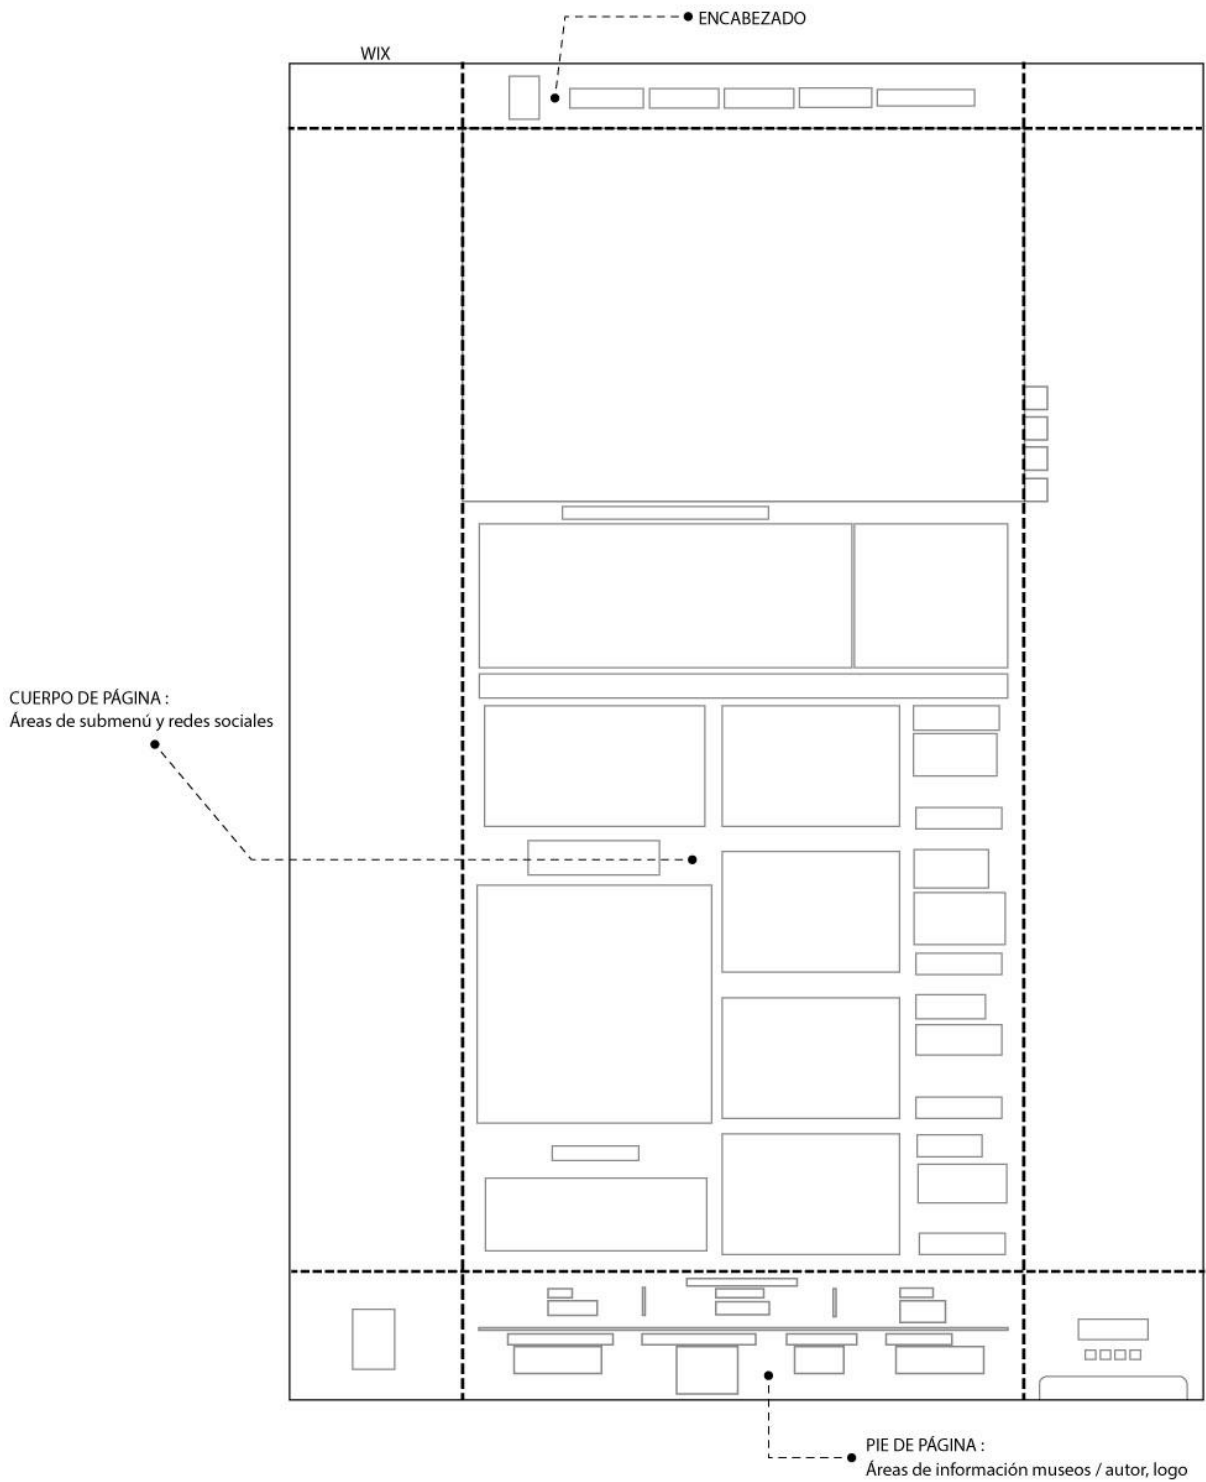 ENCABEZADO
WIX
CUERPO DE PÁGINA :
Áreas de submenú y redes sociales
PIE DE PÁGINA :
Áreas de información museos / autor, logo